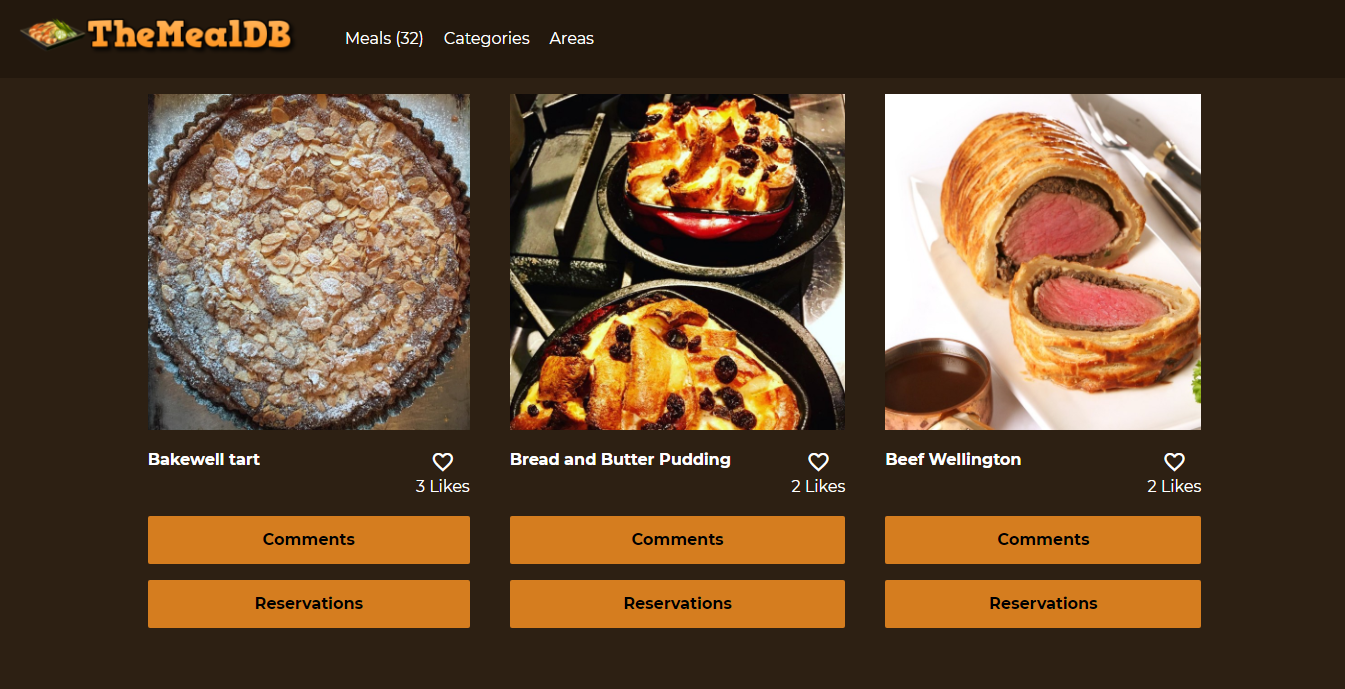 TheMealDB
Meals (32) Categories Areas
Bakewell tart
3 Likes
Comments
Reservations
Bread and Butter Pudding
2 Likes
Comments
Reservations
Beef Wellington
2 Likes
Comments
Reservations